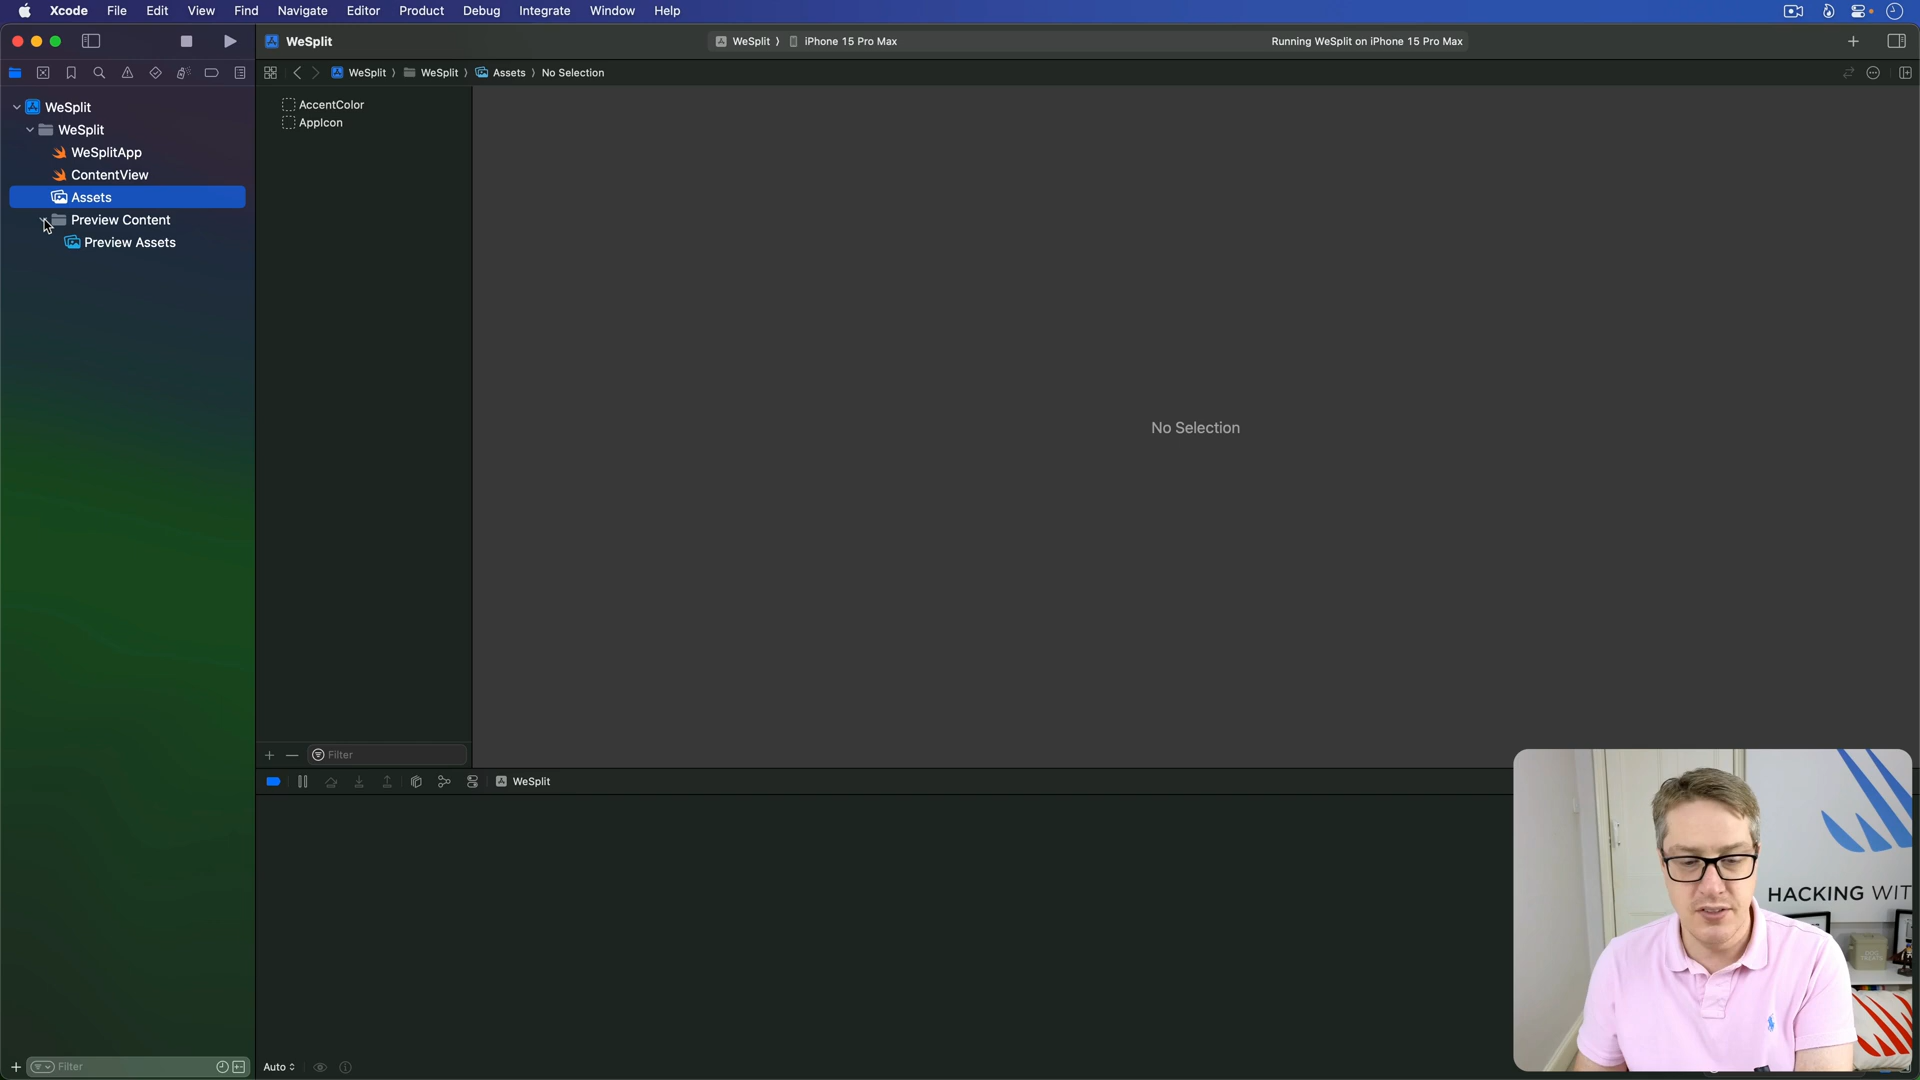 Xcode File Edit View Find Navigate Editor Product Debug Integrate Window Help
WeSplit
WeSplit iPhone 15 Pro Max
Running WeSplit on iPhone 15 Pro Max
WeSplit WeSplit Assets No Selection
WeSplit
WeSplit
WeSplitApp
ContentView
Assets
Preview Content
Preview Assets
AccentColor
AppIcon
No Selection
Filter
WeSplit
HACKING WIT
DOG
TREATS
Auto
Filter